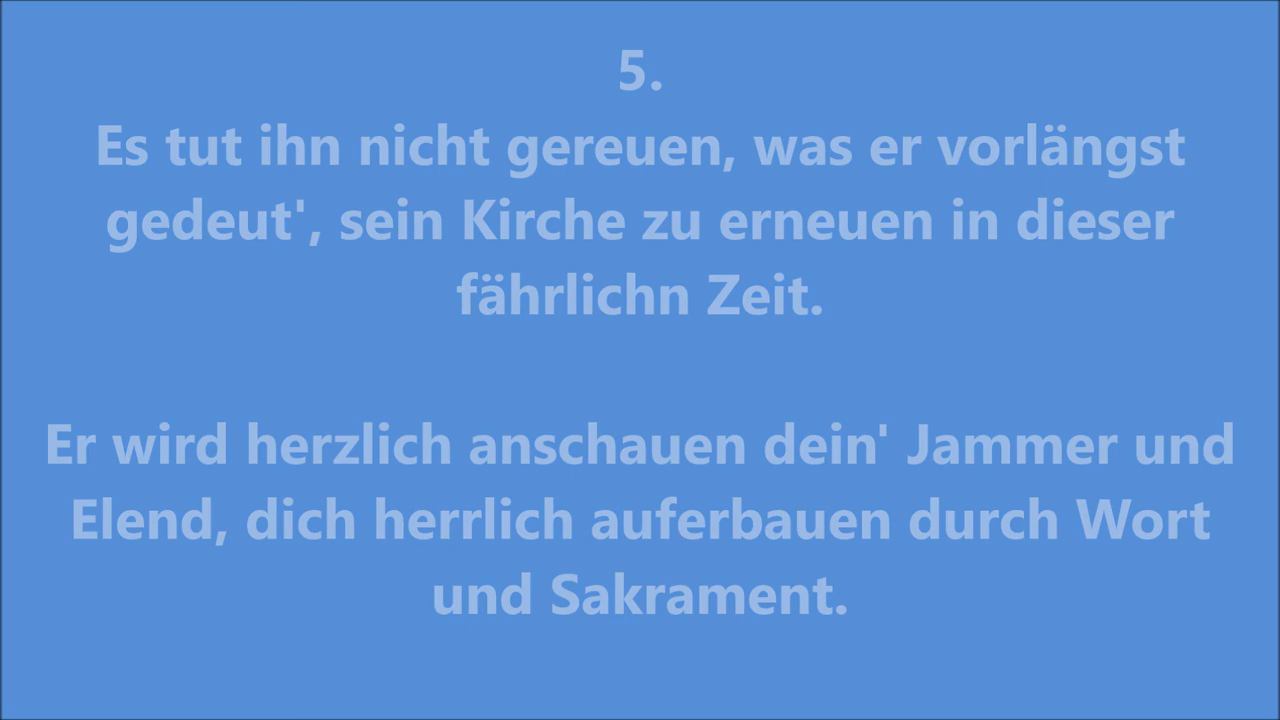 5.
Es tut ihn nicht gereuen, was er vorlängst
gedeut', sein Kirche zu erneuen in dieser
fährlichn Zeit.
Er wird herzlich anschauen dein' Jammer und
Elend, dich herrlich auferbauen durch Wort
und Sakrament.